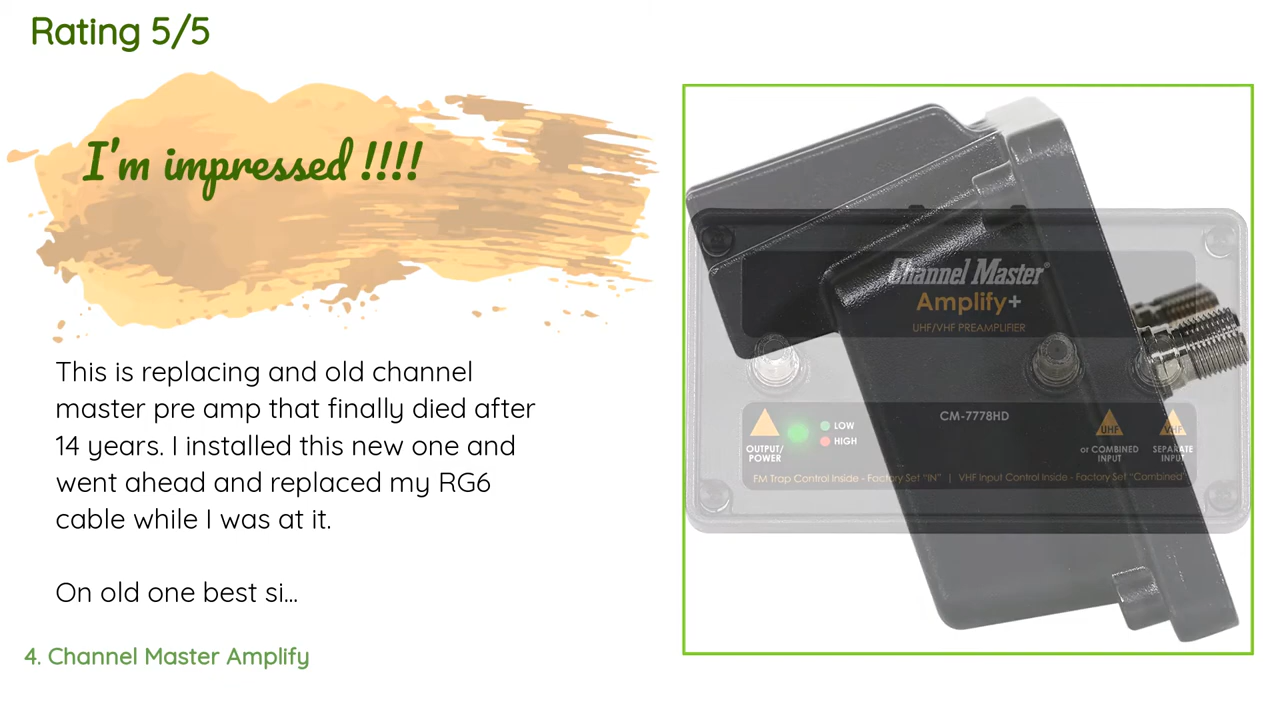 Rating 5/5
I'm impressed !!!!
This is replacing and old channel
master pre amp that finally died after
14 years. I installed this new one and
went ahead and replaced my RG6
cable while I was at it.
On old one best si...
4. Channel Master Amplify
Channel Master
Amplify+
UHF/VHF PREAMPLIFIER
CM-7778HD
LOW
HIGH
OUTPUT/
POWER
UHF
or COMBINED
INPUT
VHF
SEPARATE
INPUT
FM Trap Control Inside - Factory Set "IN" | VHF Input Control Inside - Factory Set "Combined"